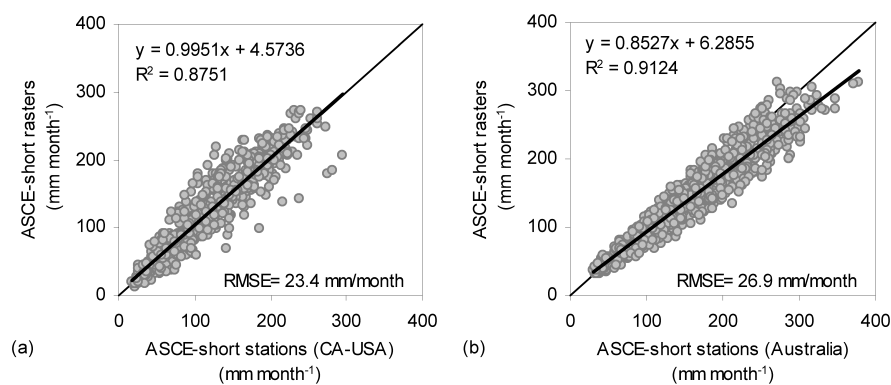 400
300
200
100
0
ASCE-short rasters
(mm month⁻¹)
y = 0.9951x + 4.5736
R² = 0.8751
RMSE= 23.4 mm/month
0 100 200 300 400
(a)
ASCE-short stations (CA-USA)
(mm month⁻¹)
400
300
200
100
0
ASCE-short rasters
(mm month⁻¹)
y = 0.8527x + 6.2855
R² = 0.9124
RMSE= 26.9 mm/month
0 100 200 300 400
(b)
ASCE-short stations (Australia)
(mm month⁻¹)